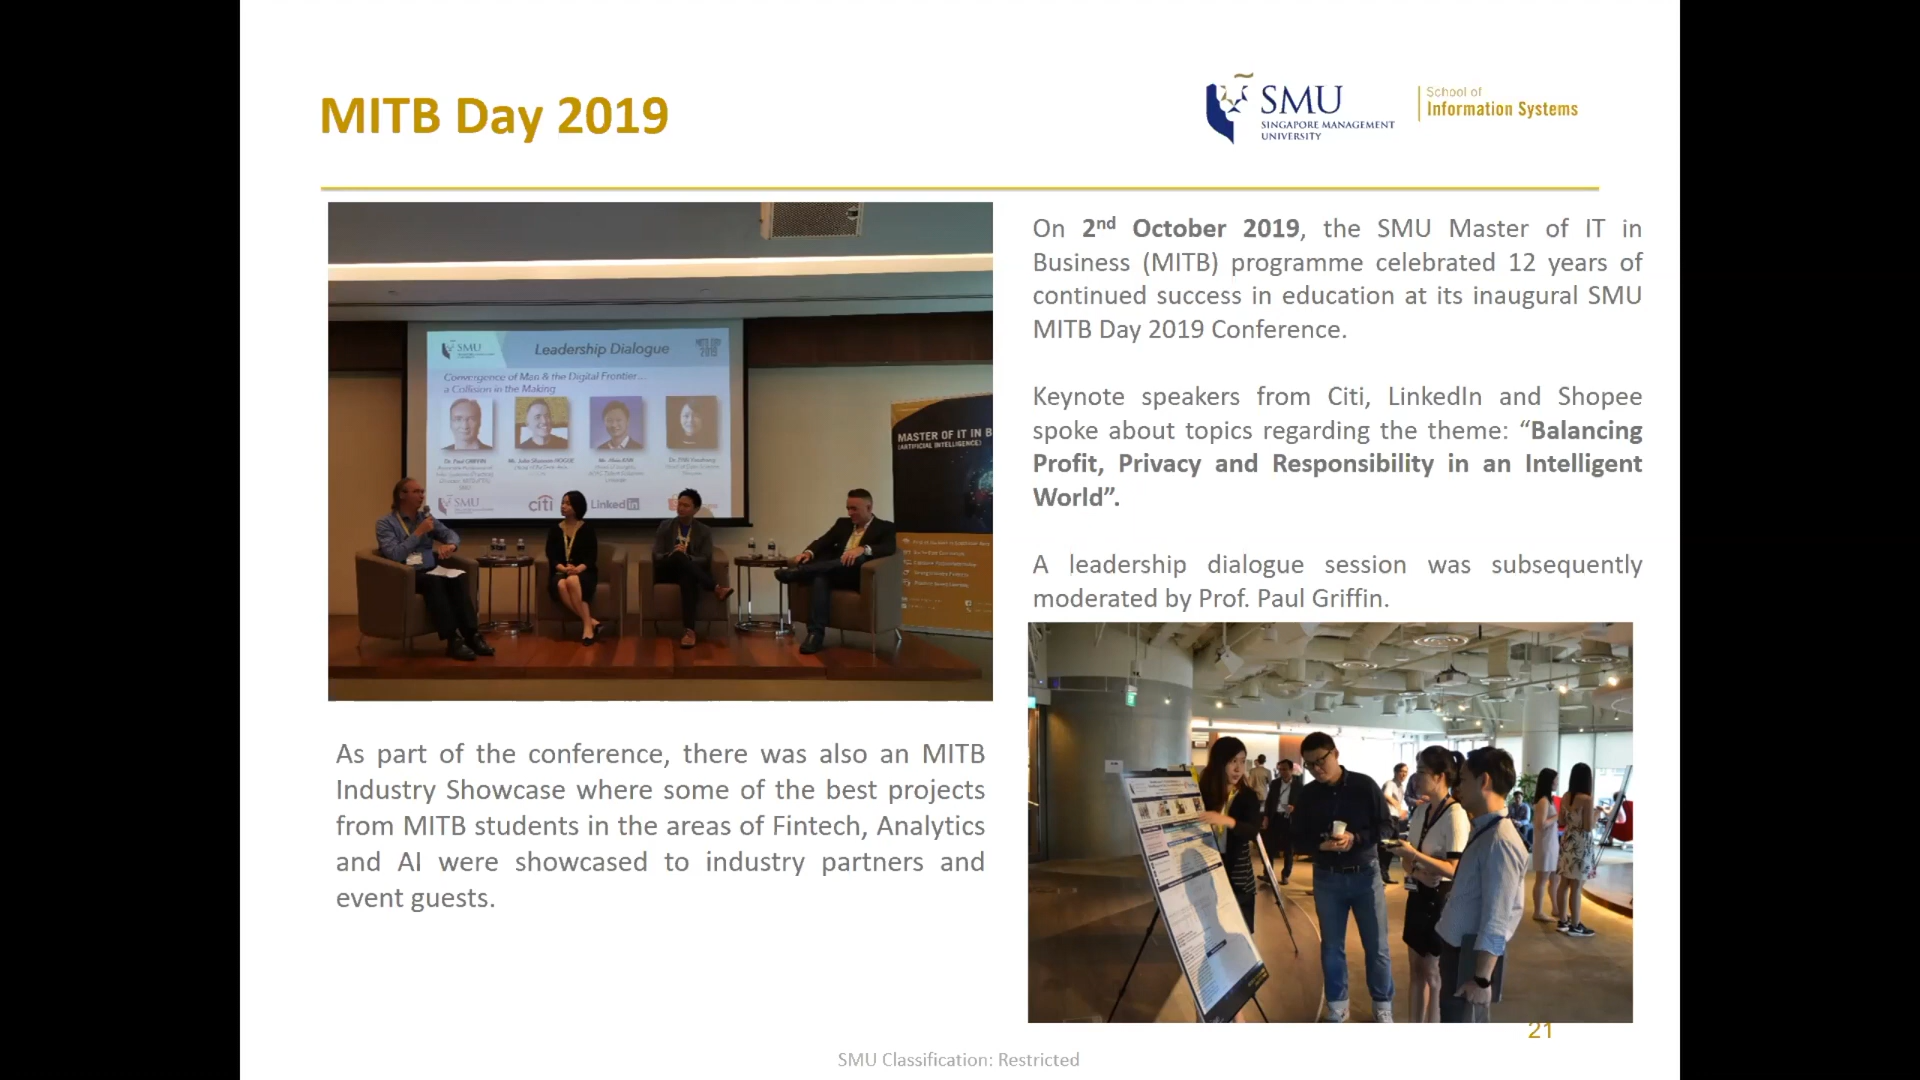 MITB Day 2019
SMU
SINGAPORE MANAGEMENT
UNIVERSITY
School of
Information Systems
SMU
Leadership Dialogue
MITB DAY
2019
Convergence of Man & the Digital Frontier...
a Collision in the Making
SMU
citi
LinkedIn
MASTER OF IT IN B
(ARTIFICIAL INTELLIGENCE)
On 2nd October 2019, the SMU Master of IT in
Business (MITB) programme celebrated 12 years of
continued success in education at its inaugural SMU
MITB Day 2019 Conference.
Keynote speakers from Citi, LinkedIn and Shopee
spoke about topics regarding the theme: “Balancing
Profit, Privacy and Responsibility in an Intelligent
World”.
A leadership dialogue session was subsequently
moderated by Prof. Paul Griffin.
As part of the conference, there was also an MITB
Industry Showcase where some of the best projects
from MITB students in the areas of Fintech, Analytics
and AI were showcased to industry partners and
event guests.
21
SMU Classification: Restricted